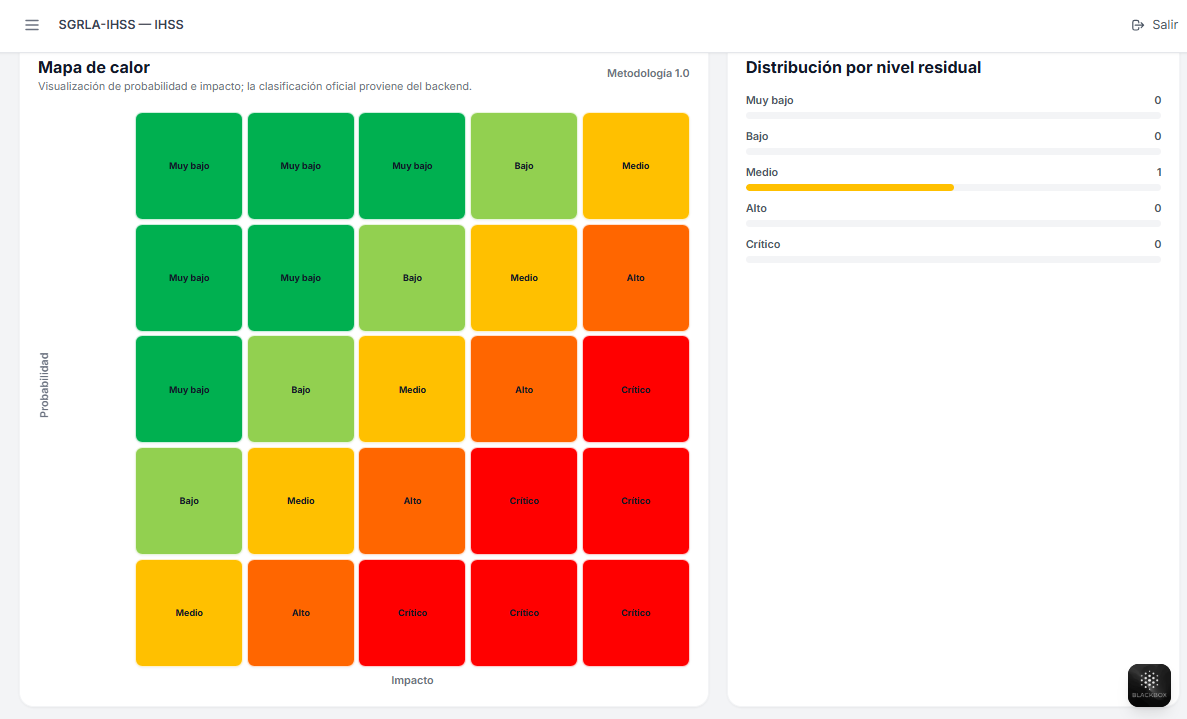 SGRLA-IHSS — IHSS
Salir
Mapa de calor
Visualización de probabilidad e impacto; la clasificación oficial proviene del backend.
Metodología 1.0
Probabilidad
Muy bajo Muy bajo Muy bajo Bajo Medio
Muy bajo Muy bajo Bajo Medio Alto
Muy bajo Bajo Medio Alto Crítico
Bajo Medio Alto Crítico Crítico
Medio Alto Crítico Crítico Crítico
Impacto
Distribución por nivel residual
Muy bajo 0
Bajo 0
Medio 1
Alto 0
Crítico 0
BLACKBOX